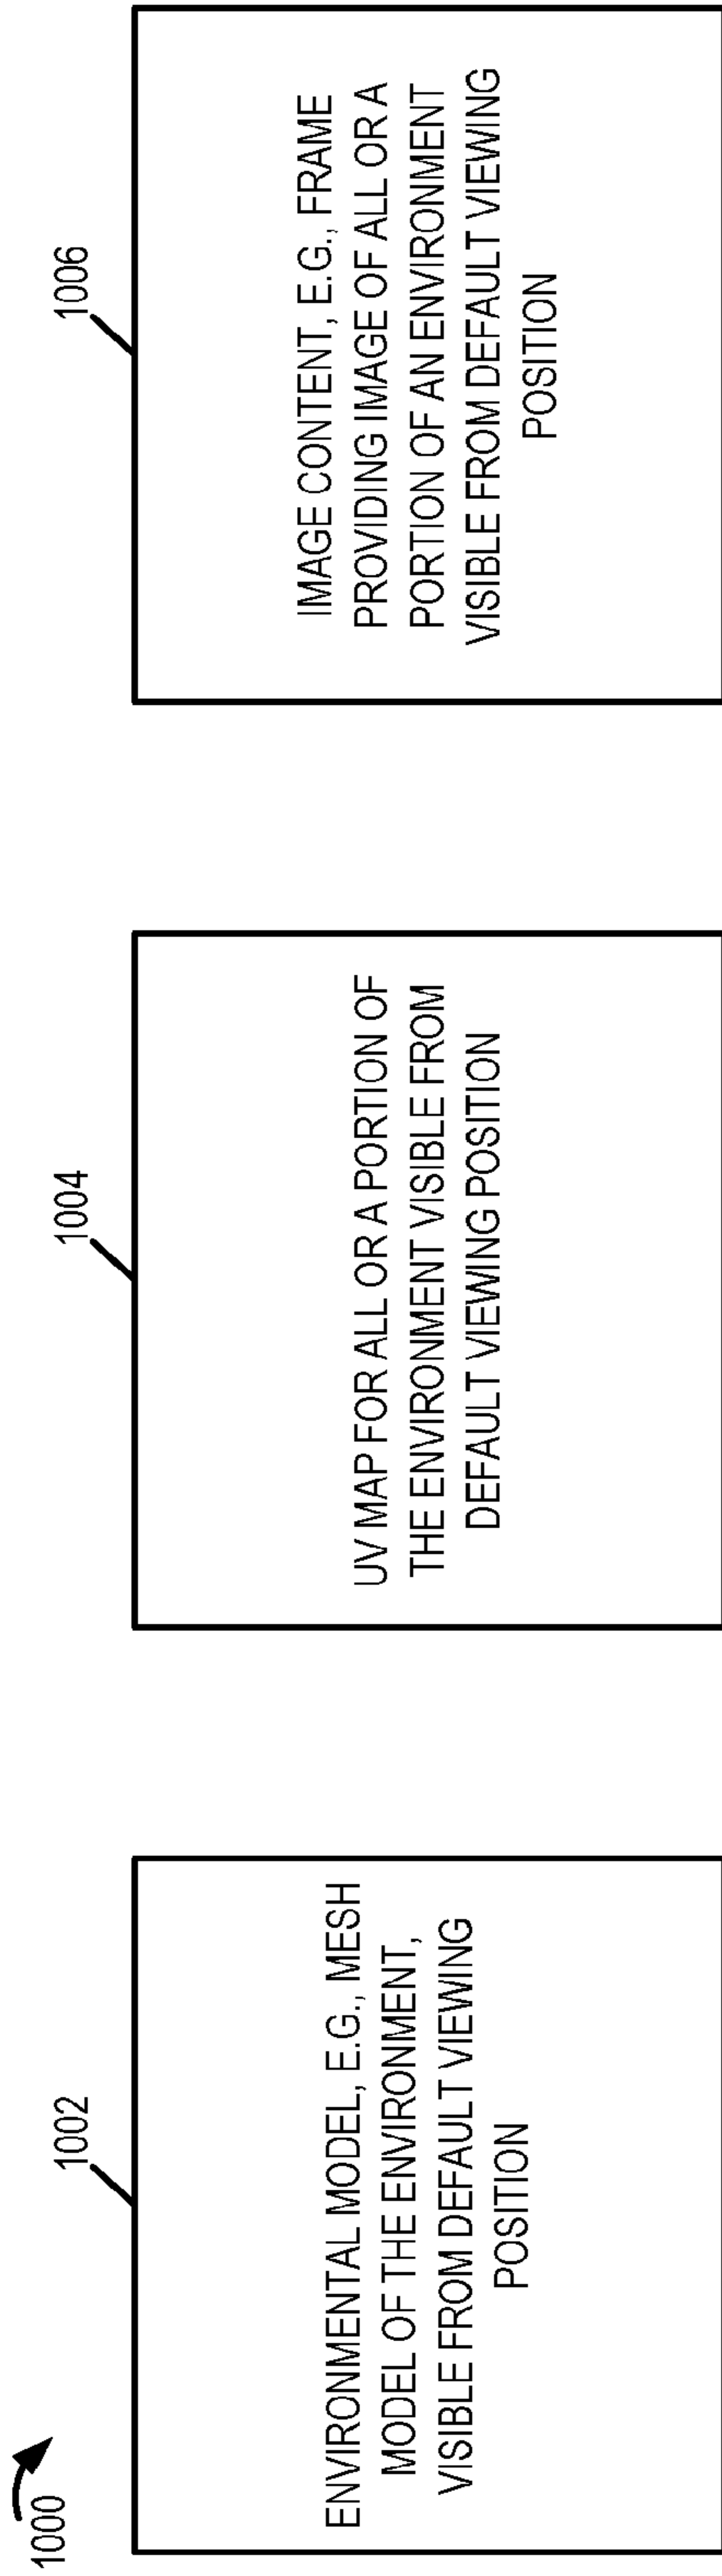 1000
1002
ENVIRONMENTAL MODEL, E.G., MESH
MODEL OF THE ENVIRONMENT,
VISIBLE FROM DEFAULT VIEWING
POSITION
1004
UV MAP FOR ALL OR A PORTION OF
THE ENVIRONMENT VISIBLE FROM
DEFAULT VIEWING POSITION
1006
IMAGE CONTENT, E.G., FRAME
PROVIDING IMAGE OF ALL OR A
PORTION OF AN ENVIRONMENT
VISIBLE FROM DEFAULT VIEWING
POSITION